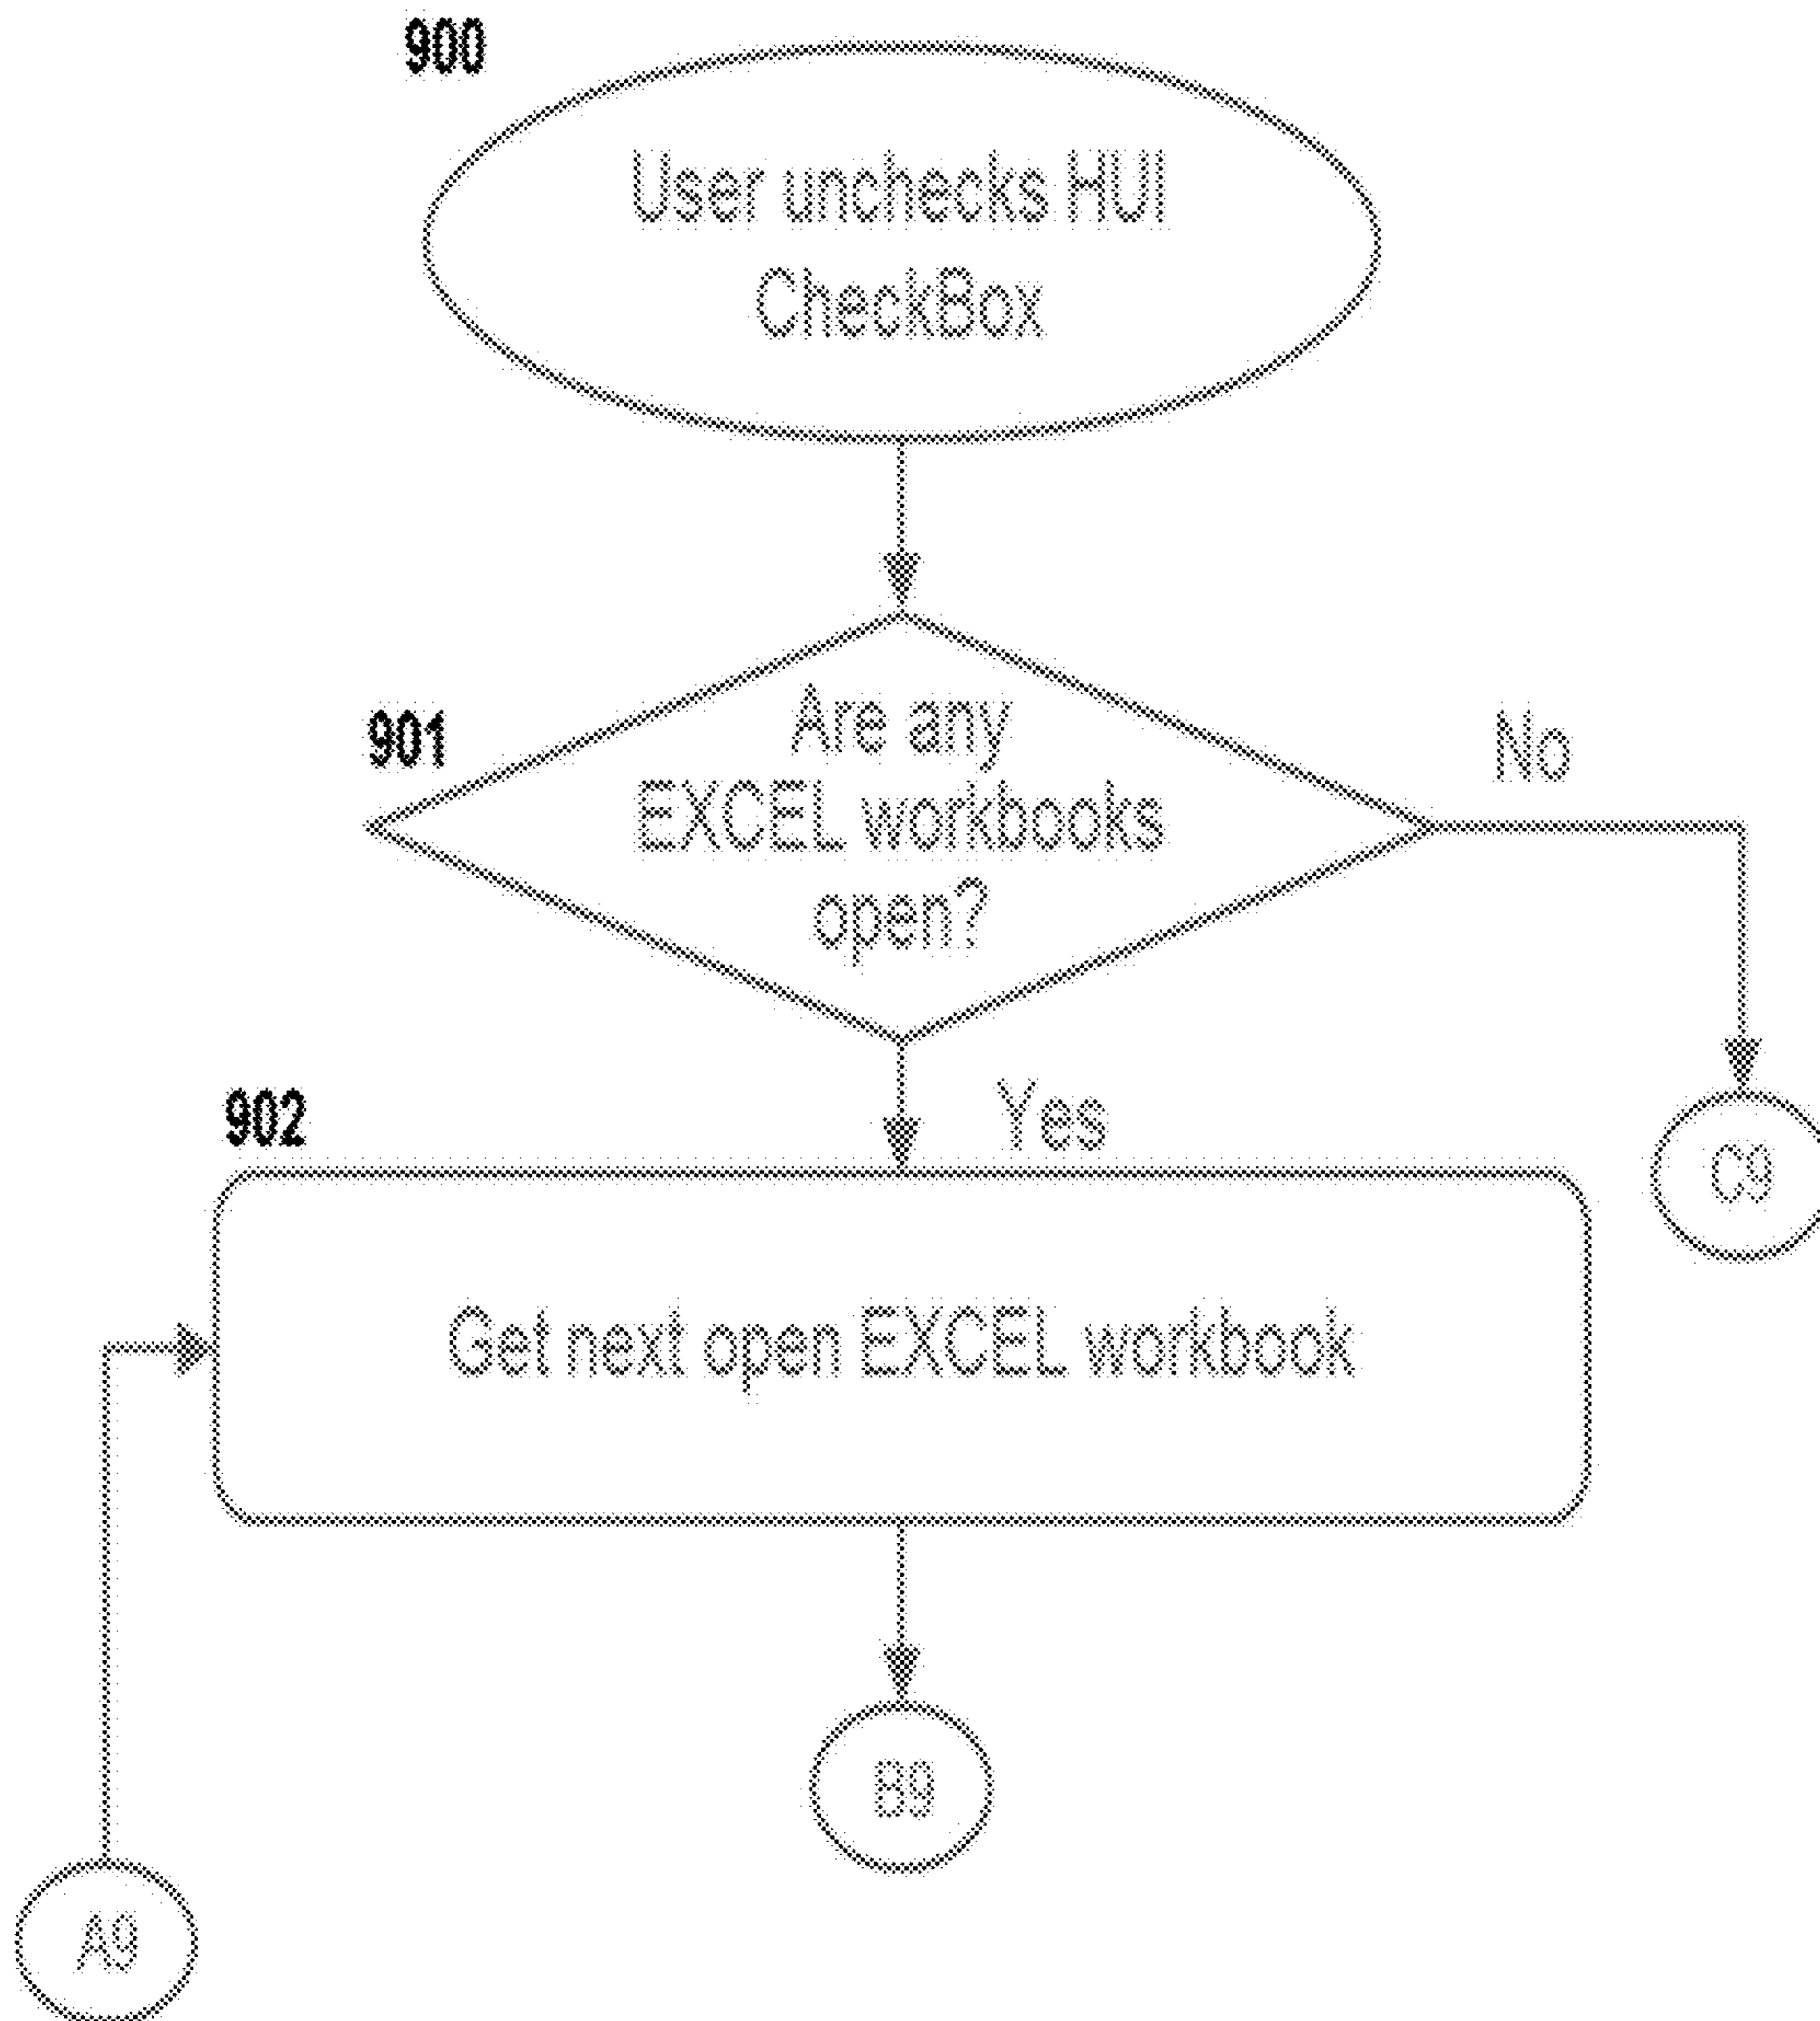 900
User unchecks HUI
CheckBox
901
Are any
EXCEL workbooks
open?
No
Yes
902
C9
Get next open EXCEL workbook
B9
A9